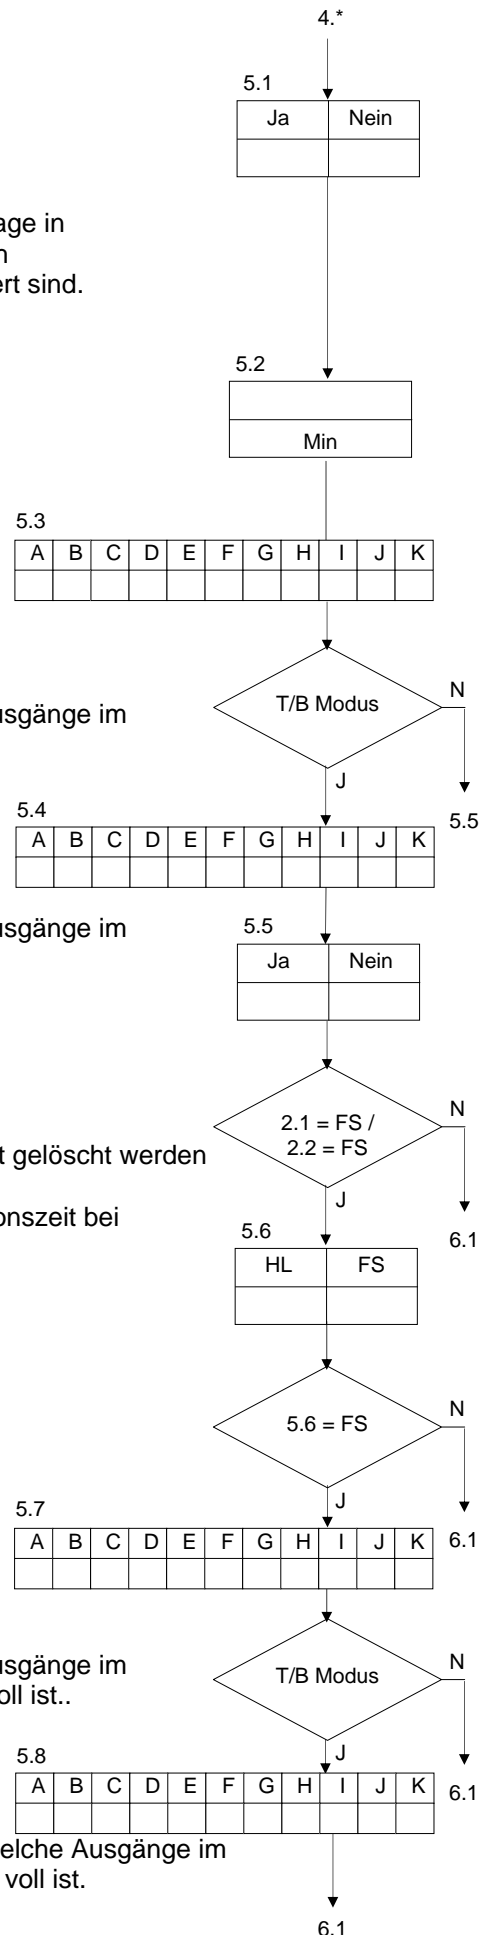 4.*
5.1
Ja Nein
age in
n
ert sind.
5.2
Min
5.3
A B C D E F G H I J K
T/B Modus
N
usgänge im
J
5.5
5.4
A B C D E F G H I J K
usgänge im
5.5
Ja Nein
2.1 = FS /
2.2 = FS
N
t gelöscht werden
J
onszeit bei
6.1
5.6
HL FS
5.6 = FS
N
J
6.1
5.7
A B C D E F G H I J K
T/B Modus
N
usgänge im
oll ist..
J
6.1
5.8
A B C D E F G H I J K
elche Ausgänge im
voll ist.
6.1